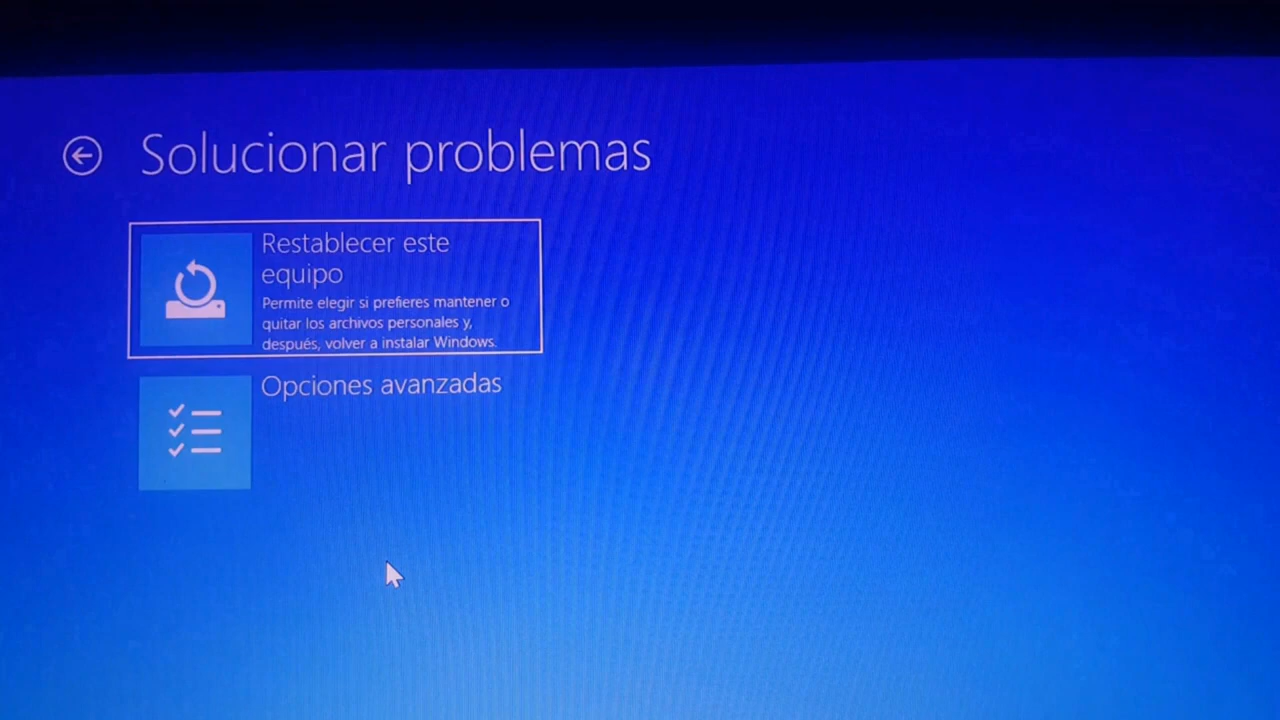 Solucionar problemas
Restablecer este
equipo
Permite elegir si prefieres mantener o
quitar los archivos personales y,
después, volver a instalar Windows.
Opciones avanzadas